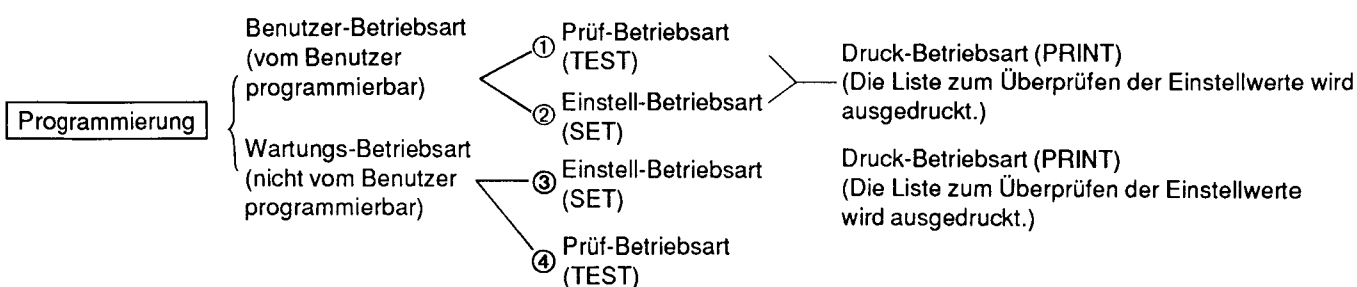 Programmierung
Benutzer-Betriebsart
(vom Benutzer
programmierbar)
① Prüf-Betriebsart
(TEST)
② Einstell-Betriebsart
(SET)
Druck-Betriebsart (PRINT)
(Die Liste zum Überprüfen der Einstellwerte wird
ausgedruckt.)
Wartungs-Betriebsart
(nicht vom Benutzer
programmierbar)
③ Einstell-Betriebsart
(SET)
④ Prüf-Betriebsart
(TEST)
Druck-Betriebsart (PRINT)
(Die Liste zum Überprüfen der Einstellwerte
wird ausgedruckt.)